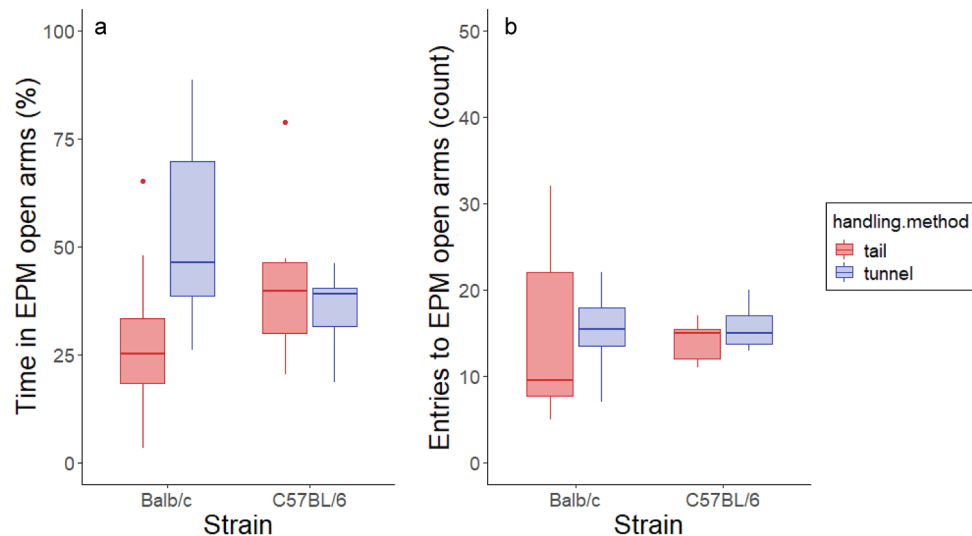 a
Time in EPM open arms (%)
100
75
50
25
0
Balb/c C57BL/6
Strain
b
Entries to EPM open arms (count)
50
40
30
20
10
0
Balb/c C57BL/6
Strain
handling.method
tail
tunnel